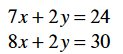 7x + 2y = 24
8x + 2y = 30